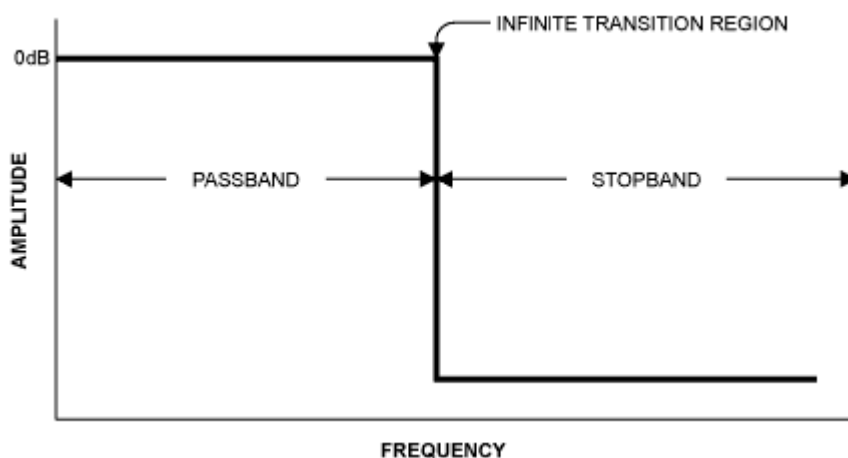 INFINITE TRANSITION REGION
0dB
PASSBAND
STOPBAND
AMPLITUDE
FREQUENCY